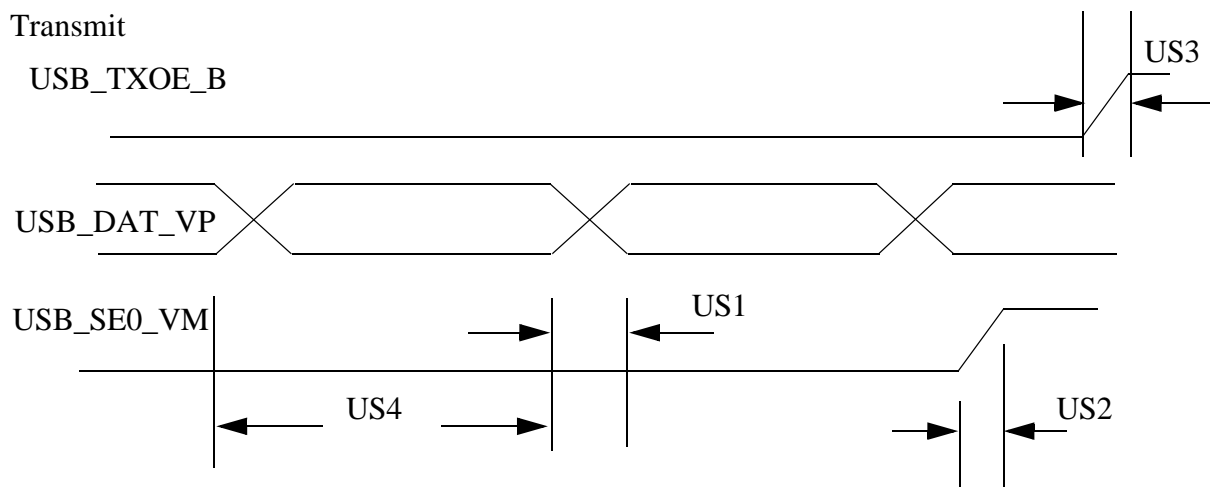 Transmit
USB_TXOE_B
US3
USB_DAT_VP
USB_SE0_VM
US1
US4
US2